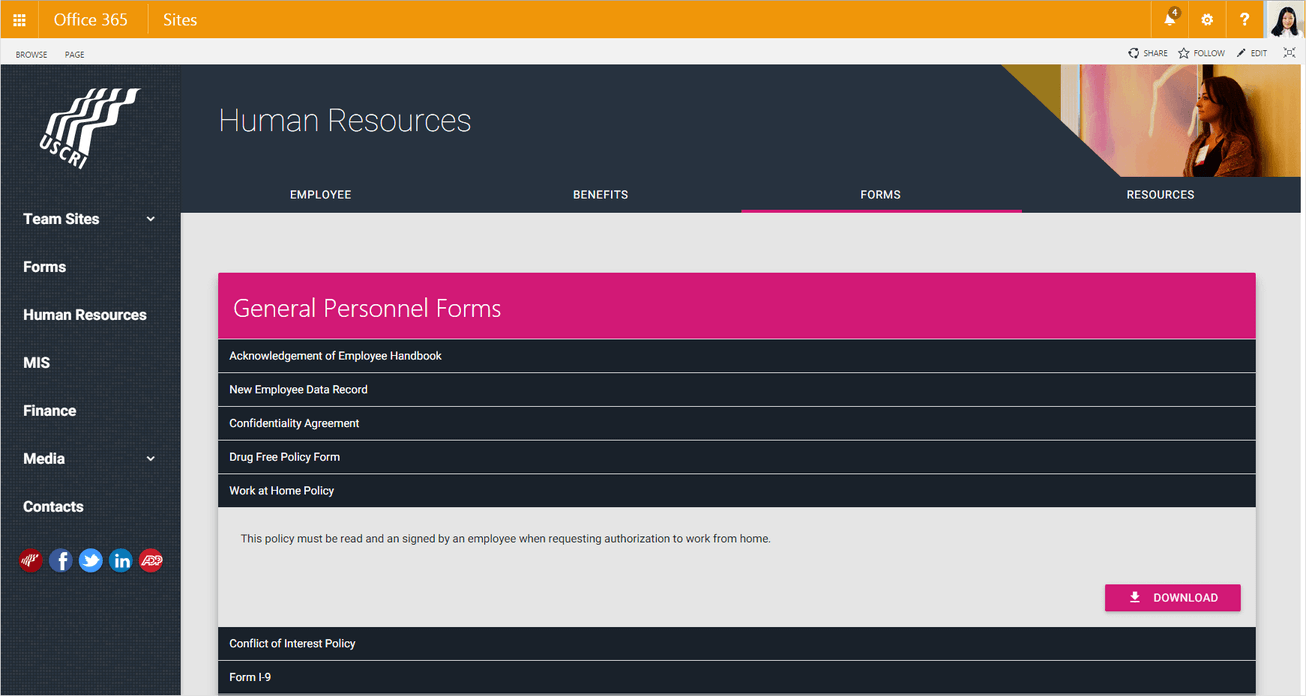 Office 365 Sites 4 ?
BROWSE PAGE SHARE FOLLOW EDIT
USCRI
Human Resources
EMPLOYEE BENEFITS FORMS RESOURCES
Team Sites
Forms
Human Resources
MIS
Finance
Media
Contacts
f in ADP
General Personnel Forms
Acknowledgement of Employee Handbook
New Employee Data Record
Confidentiality Agreement
Drug Free Policy Form
Work at Home Policy
This policy must be read and an signed by an employee when requesting authorization to work from home.
DOWNLOAD
Conflict of Interest Policy
Form I-9